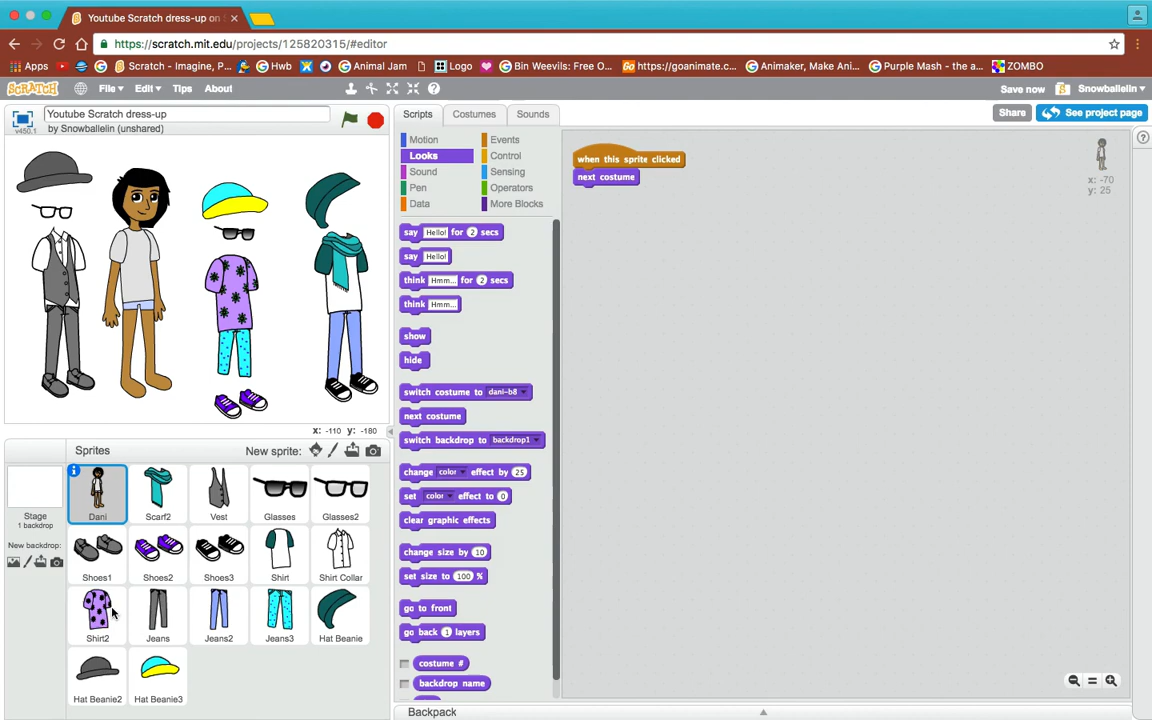 Youtube Scratch dress-up on S
https://scratch.mit.edu/projects/125820315/#editor
Apps Scratch - Imagine, P... Hwb Animal Jam Logo Bin Weevils: Free O... https://goanimate.c... Animaker, Make Ani... Purple Mash - the a... ZOMBO
SCRATCH File Edit Tips About Save now Snowballelin
Share See project page
v450.1 Youtube Scratch dress-up
by Snowballelin (unshared)
Scripts Costumes Sounds
Motion Events
Looks Control
Sound Sensing
Pen Operators
Data More Blocks
say Hello! for 2 secs
say Hello!
think Hmm... for 2 secs
think Hmm...
show
hide
switch costume to dani-b8
next costume
switch backdrop to backdrop1
change color effect by 25
set color effect to 0
clear graphic effects
change size by 10
set size to 100 %
go to front
go back 1 layers
costume #
backdrop name
when this sprite clicked
next costume
x: -70
y: 25
x: -110 y: -180
Sprites New sprite:
Stage
1 backdrop
New backdrop:
Dani Scarf2 Vest Glasses Glasses2
Shoes1 Shoes2 Shoes3 Shirt Shirt Collar
Shirt2 Jeans Jeans2 Jeans3 Hat Beanie
Hat Beanie2 Hat Beanie3
Backpack